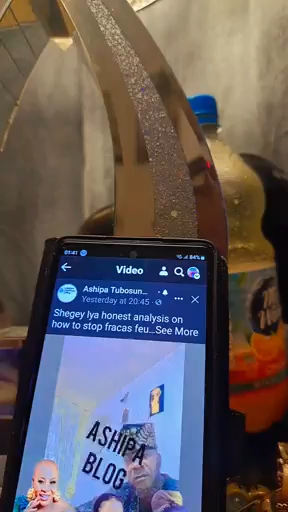 01:41
84%
Video
Ashipa Tubosun...
Yesterday at 20:45
Shegey Iya honest analysis on
how to stop fracas feu...See More
ASHIPA
BLOG